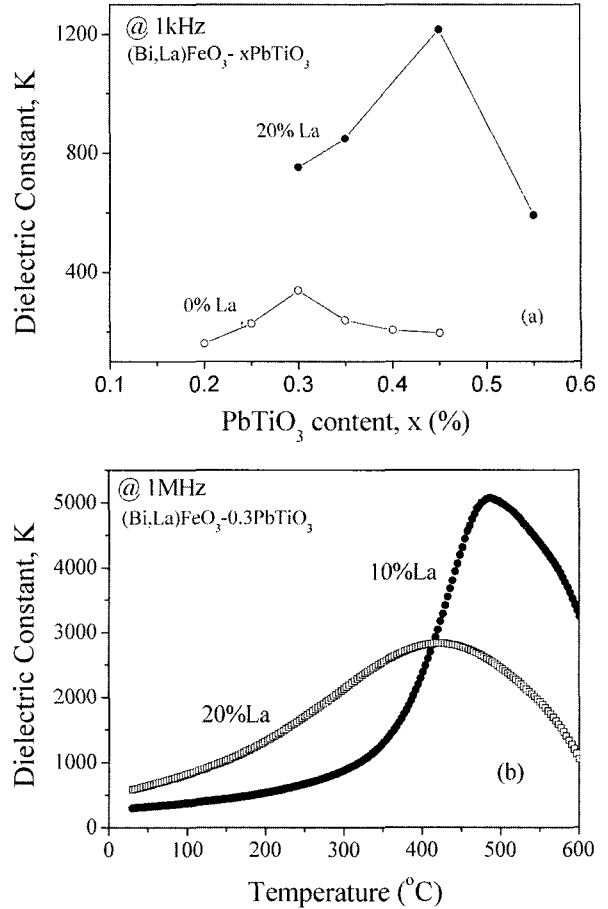 @ 1kHz
(Bi,La)FeO₃- xPbTiO₃
1200
800
400
Dielectric Constant, K
20% La
0% La
(a)
0.1 0.2 0.3 0.4 0.5 0.6
PbTiO₃ content, x (%)
@ 1MHz
(Bi,La)FeO₃-0.3PbTiO₃
5000
4000
3000
2000
1000
0
Dielectric Constant, K
10%La
20%La
(b)
0 100 200 300 400 500 600
Temperature (°C)